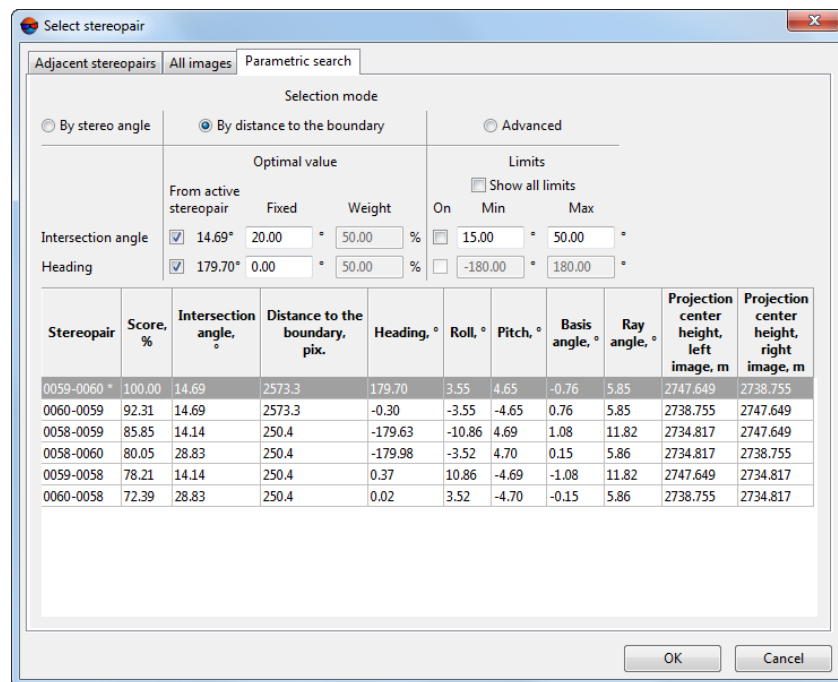 Select stereopair
Adjacent stereopairs All images Parametric search
Selection mode
By stereo angle By distance to the boundary Advanced
Optimal value Limits
Show all limits
From active stereopair Fixed Weight On Min Max
Intersection angle 14.69° 20.00 ° 50.00 % 15.00 ° 50.00 °
Heading 179.70° 0.00 ° 50.00 % -180.00 ° 180.00 °
Stereopair Score, % Intersection angle, ° Distance to the boundary, pix. Heading, ° Roll, ° Pitch, ° Basis angle, ° Ray angle, ° Projection center height, left image, m Projection center height, right image, m
0059-0060 * 100.00 14.69 2573.3 179.70 3.55 4.65 -0.76 5.85 2747.649 2738.755
0060-0059 92.31 14.69 2573.3 -0.30 -3.55 -4.65 0.76 5.85 2738.755 2747.649
0058-0059 85.85 14.14 250.4 -179.63 -10.86 4.69 1.08 11.82 2734.817 2747.649
0058-0060 80.05 28.83 250.4 -179.98 -3.52 4.70 0.15 5.86 2734.817 2738.755
0059-0058 78.21 14.14 250.4 0.37 10.86 -4.69 -1.08 11.82 2747.649 2734.817
0060-0058 72.39 28.83 250.4 0.02 3.52 -4.70 -0.15 5.86 2738.755 2734.817
OK Cancel